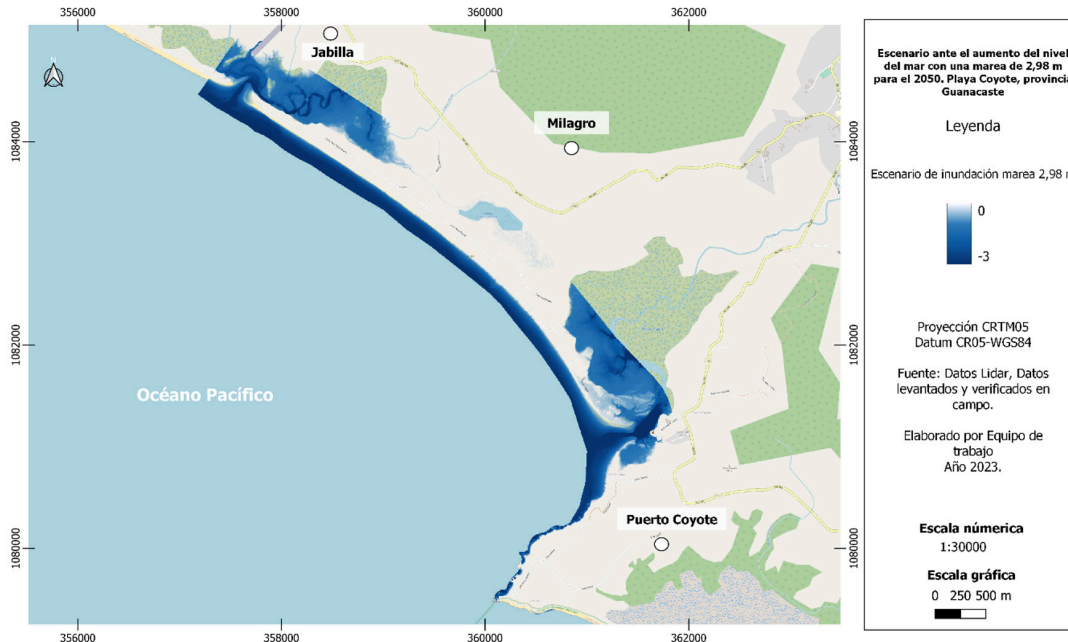 356000
358000
360000
362000
Jabilla
Milagro
1084000
1084000
1082000
1082000
Océano Pacífico
Puerto Coyote
1080000
1080000
356000
358000
360000
362000
Escenario ante el aumento del nivel
del mar con una marea de 2,98 m
para el 2050. Playa Coyote, provincia
Guanacaste
Leyenda
Escenario de inundación marea 2,98 m
0
-3
Proyección CRTM05
Datum CR05-WGS84
Fuente: Datos Lidar, Datos
levantados y verificados en
campo.
Elaborado por Equipo de
trabajo
Año 2023.
Escala númerica
1:30000
Escala gráfica
0 250 500 m